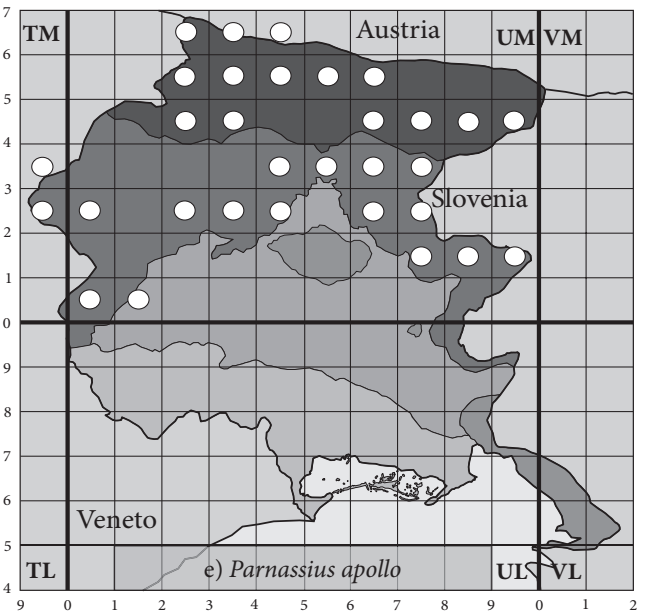 7
TM
Austria
UM VM
6
5
4
3
Slovenia
2
1
0
9
8
7
6
Veneto
5
TL
e) Parnassius apollo
UL VL
4
9 0 1 2 3 4 5 6 7 8 9 0 1 2